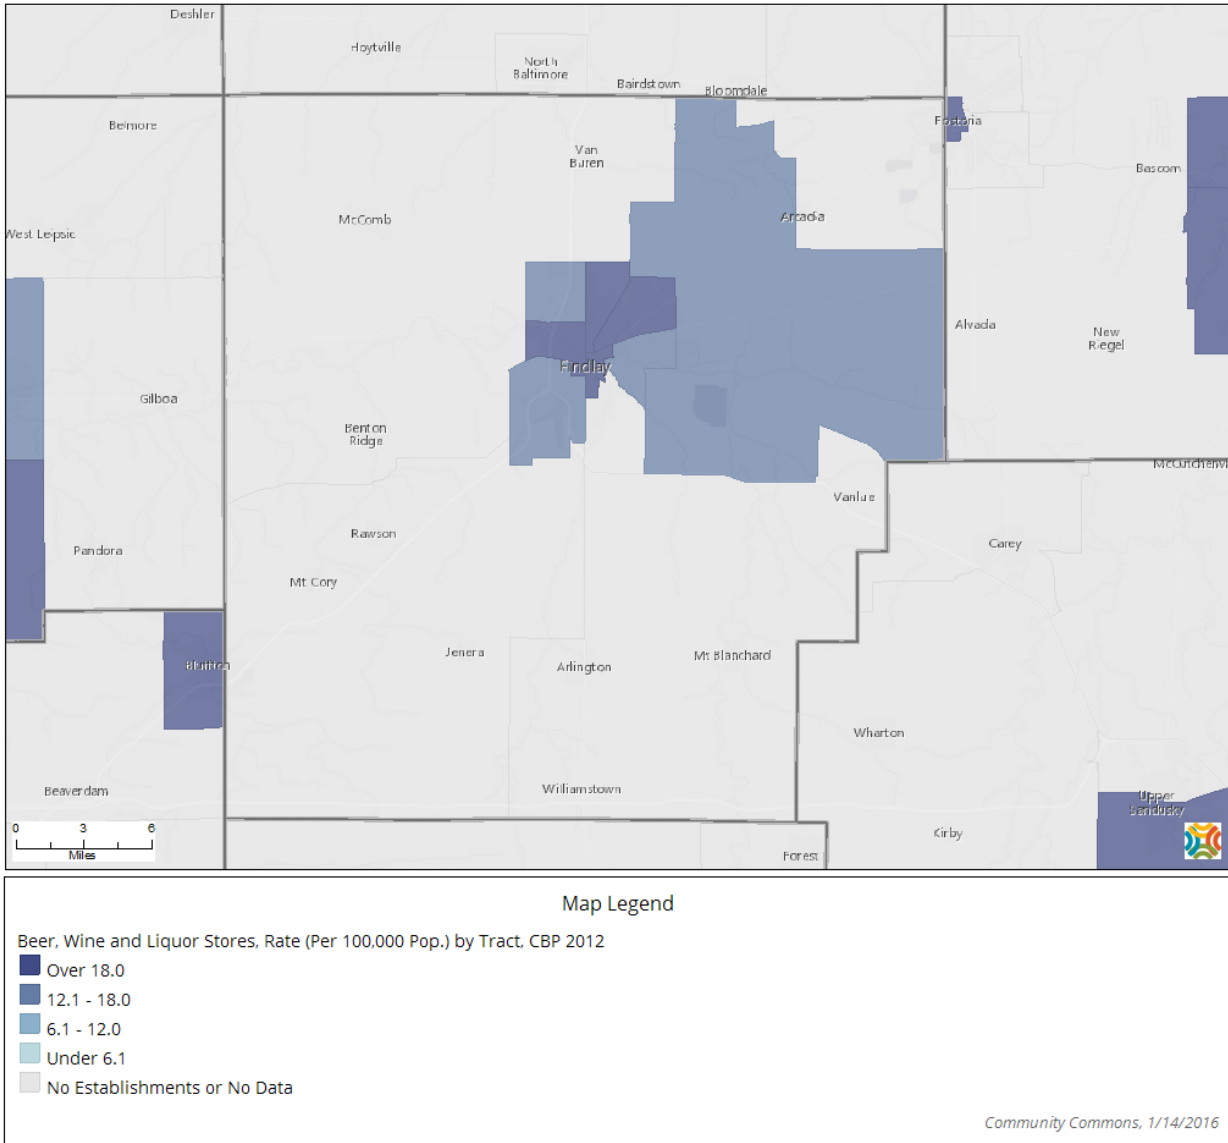 Deshler
Hoytville
North
Baltimore
Bairdstown
Bloomdale
Belmore
Fostoria
Van
Buren
Bascom
McComb
Arcadia
West Leipsic
Alvada
New
Riegel
Findlay
Gilboa
Benton
Ridge
McCutchenvi
Vanlue
Rawson
Carey
Pandora
Mt Cory
Jenera
Arlington
Mt Blanchard
Bluffton
Wharton
Beaverdam
Williamstown
Upper
Sandusky
Kirby
Forest
0 3 6
Miles
Map Legend
Beer, Wine and Liquor Stores, Rate (Per 100,000 Pop.) by Tract, CBP 2012
Over 18.0
12.1 - 18.0
6.1 - 12.0
Under 6.1
No Establishments or No Data
Community Commons, 1/14/2016